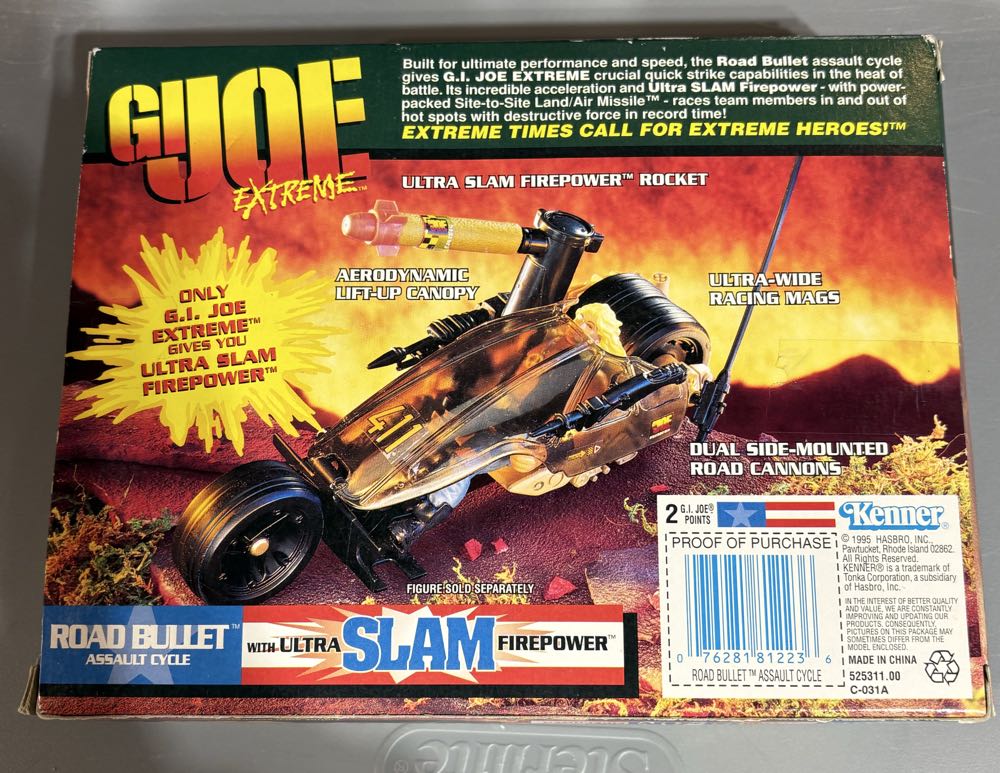 Built for ultimate performance and speed, the Road Bullet assault cycle
gives G.I. JOE EXTREME crucial quick strike capabilities in the heat of
battle. Its incredible acceleration and Ultra SLAM Firepower - with power-
packed Site-to-Site Land/Air Missile™ - races team members in and out of
hot spots with destructive force in record time!
EXTREME TIMES CALL FOR EXTREME HEROES!™
GI JOE
EXTREME™
ULTRA SLAM FIREPOWER™ ROCKET
AERODYNAMIC
LIFT-UP CANOPY
ULTRA-WIDE
RACING MAGS
ONLY
G.I. JOE
EXTREME™
GIVES YOU
ULTRA SLAM
FIREPOWER™
411
DUAL SIDE-MOUNTED
ROAD CANNONS
FIGURE SOLD SEPARATELY
ROAD BULLET™
ASSAULT CYCLE
WITH ULTRA SLAM FIREPOWER™
2 G.I. JOE®
POINTS
Kenner®
PROOF OF PURCHASE
0 76281 81223 6
ROAD BULLET™ ASSAULT CYCLE
© 1995 HASBRO, INC.,
Pawtucket, Rhode Island 02862.
All Rights Reserved.
KENNER® is a trademark of
Tonka Corporation, a subsidiary
of Hasbro, Inc.
IN THE INTEREST OF BETTER QUALITY
AND VALUE, WE ARE CONSTANTLY
IMPROVING AND UPDATING OUR
PRODUCTS. CONSEQUENTLY,
PICTURES ON THIS PACKAGE MAY
SOMETIMES DIFFER FROM THE
MODEL ENCLOSED.
MADE IN CHINA
525311.00
C-031A
Sterilite®